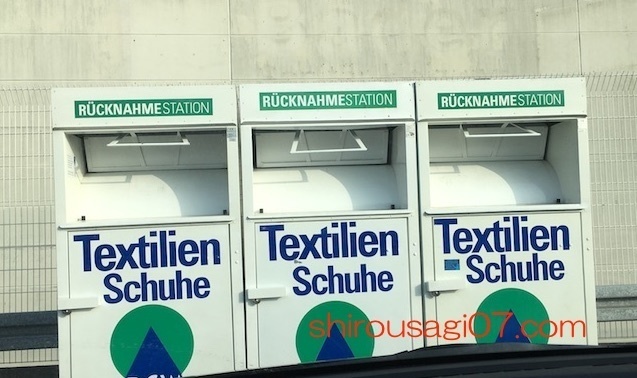 RÜCKNAHMESTATION
RÜCKNAHMESTATION
RÜCKNAHMESTATION
Textilien
Schuhe
Textilien
Schuhe
Textilien
Schuhe
shirousagi07.com